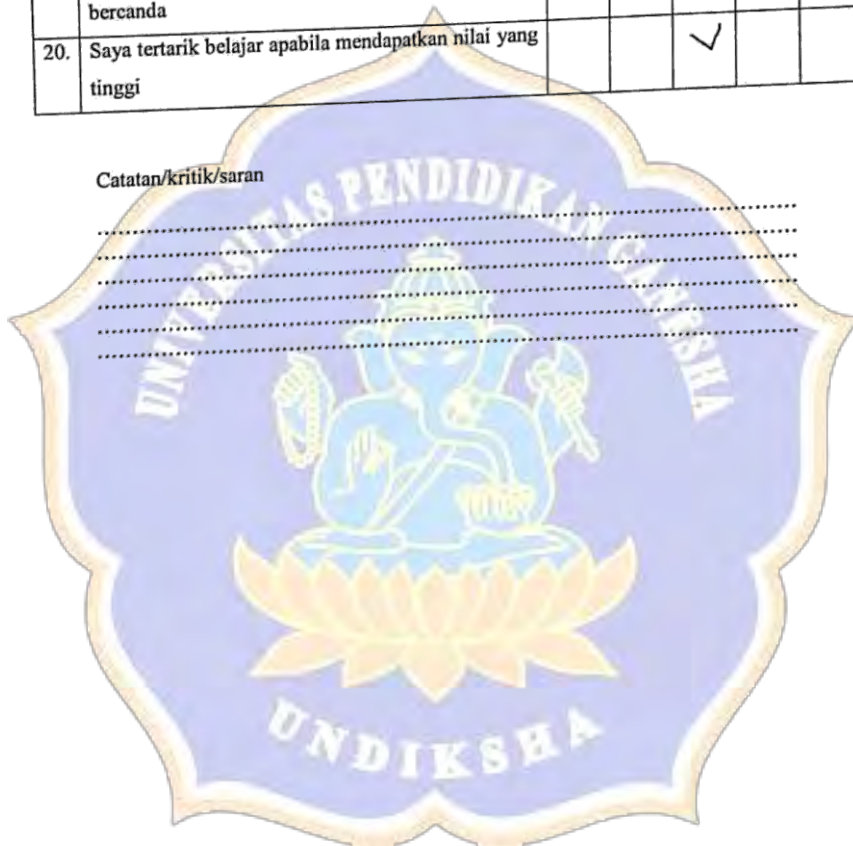 bercanda
20. Saya tertarik belajar apabila mendapatkan nilai yang
tinggi
Catatan/kritik/saran
UNIVERSITAS PENDIDIKAN GANESHA
UNDIKSHA